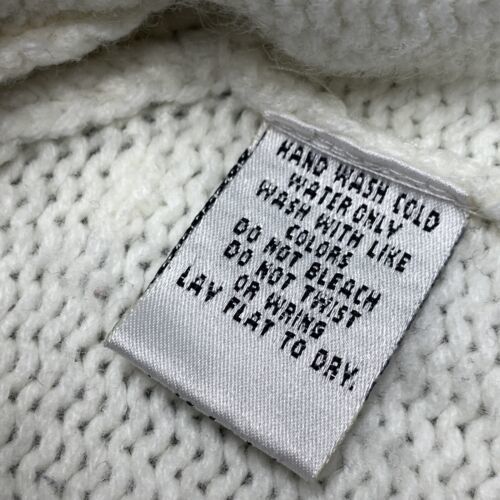 HAND WASH COLD
WATER ONLY
WASH WITH LIKE
COLORS
DO NOT BLEACH
DO NOT TWIST
OR WRING
LAY FLAT TO DRY.